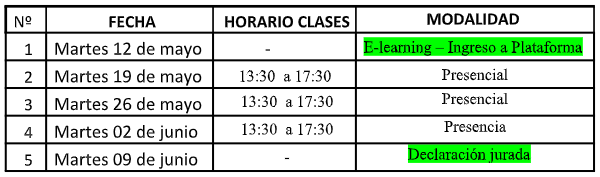 Nº FECHA HORARIO CLASES MODALIDAD
1 Martes 12 de mayo - E-learning – Ingreso a Plataforma
2 Martes 19 de mayo 13:30 a 17:30 Presencial
3 Martes 26 de mayo 13:30 a 17:30 Presencial
4 Martes 02 de junio 13:30 a 17:30 Presencia
5 Martes 09 de junio - Declaración jurada